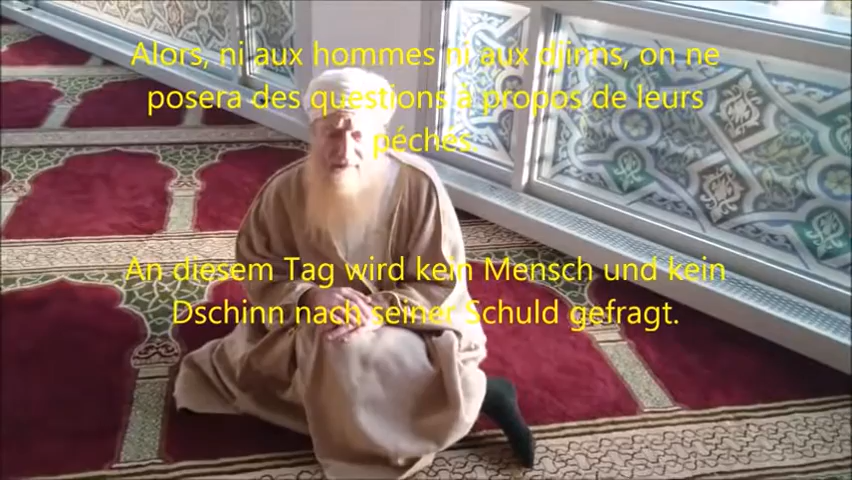 Alors, ni aux hommes ni aux djinns, on ne
posera des questions à propos de leurs
péchés.
An diesem Tag wird kein Mensch und kein
Dschinn nach seiner Schuld gefragt.